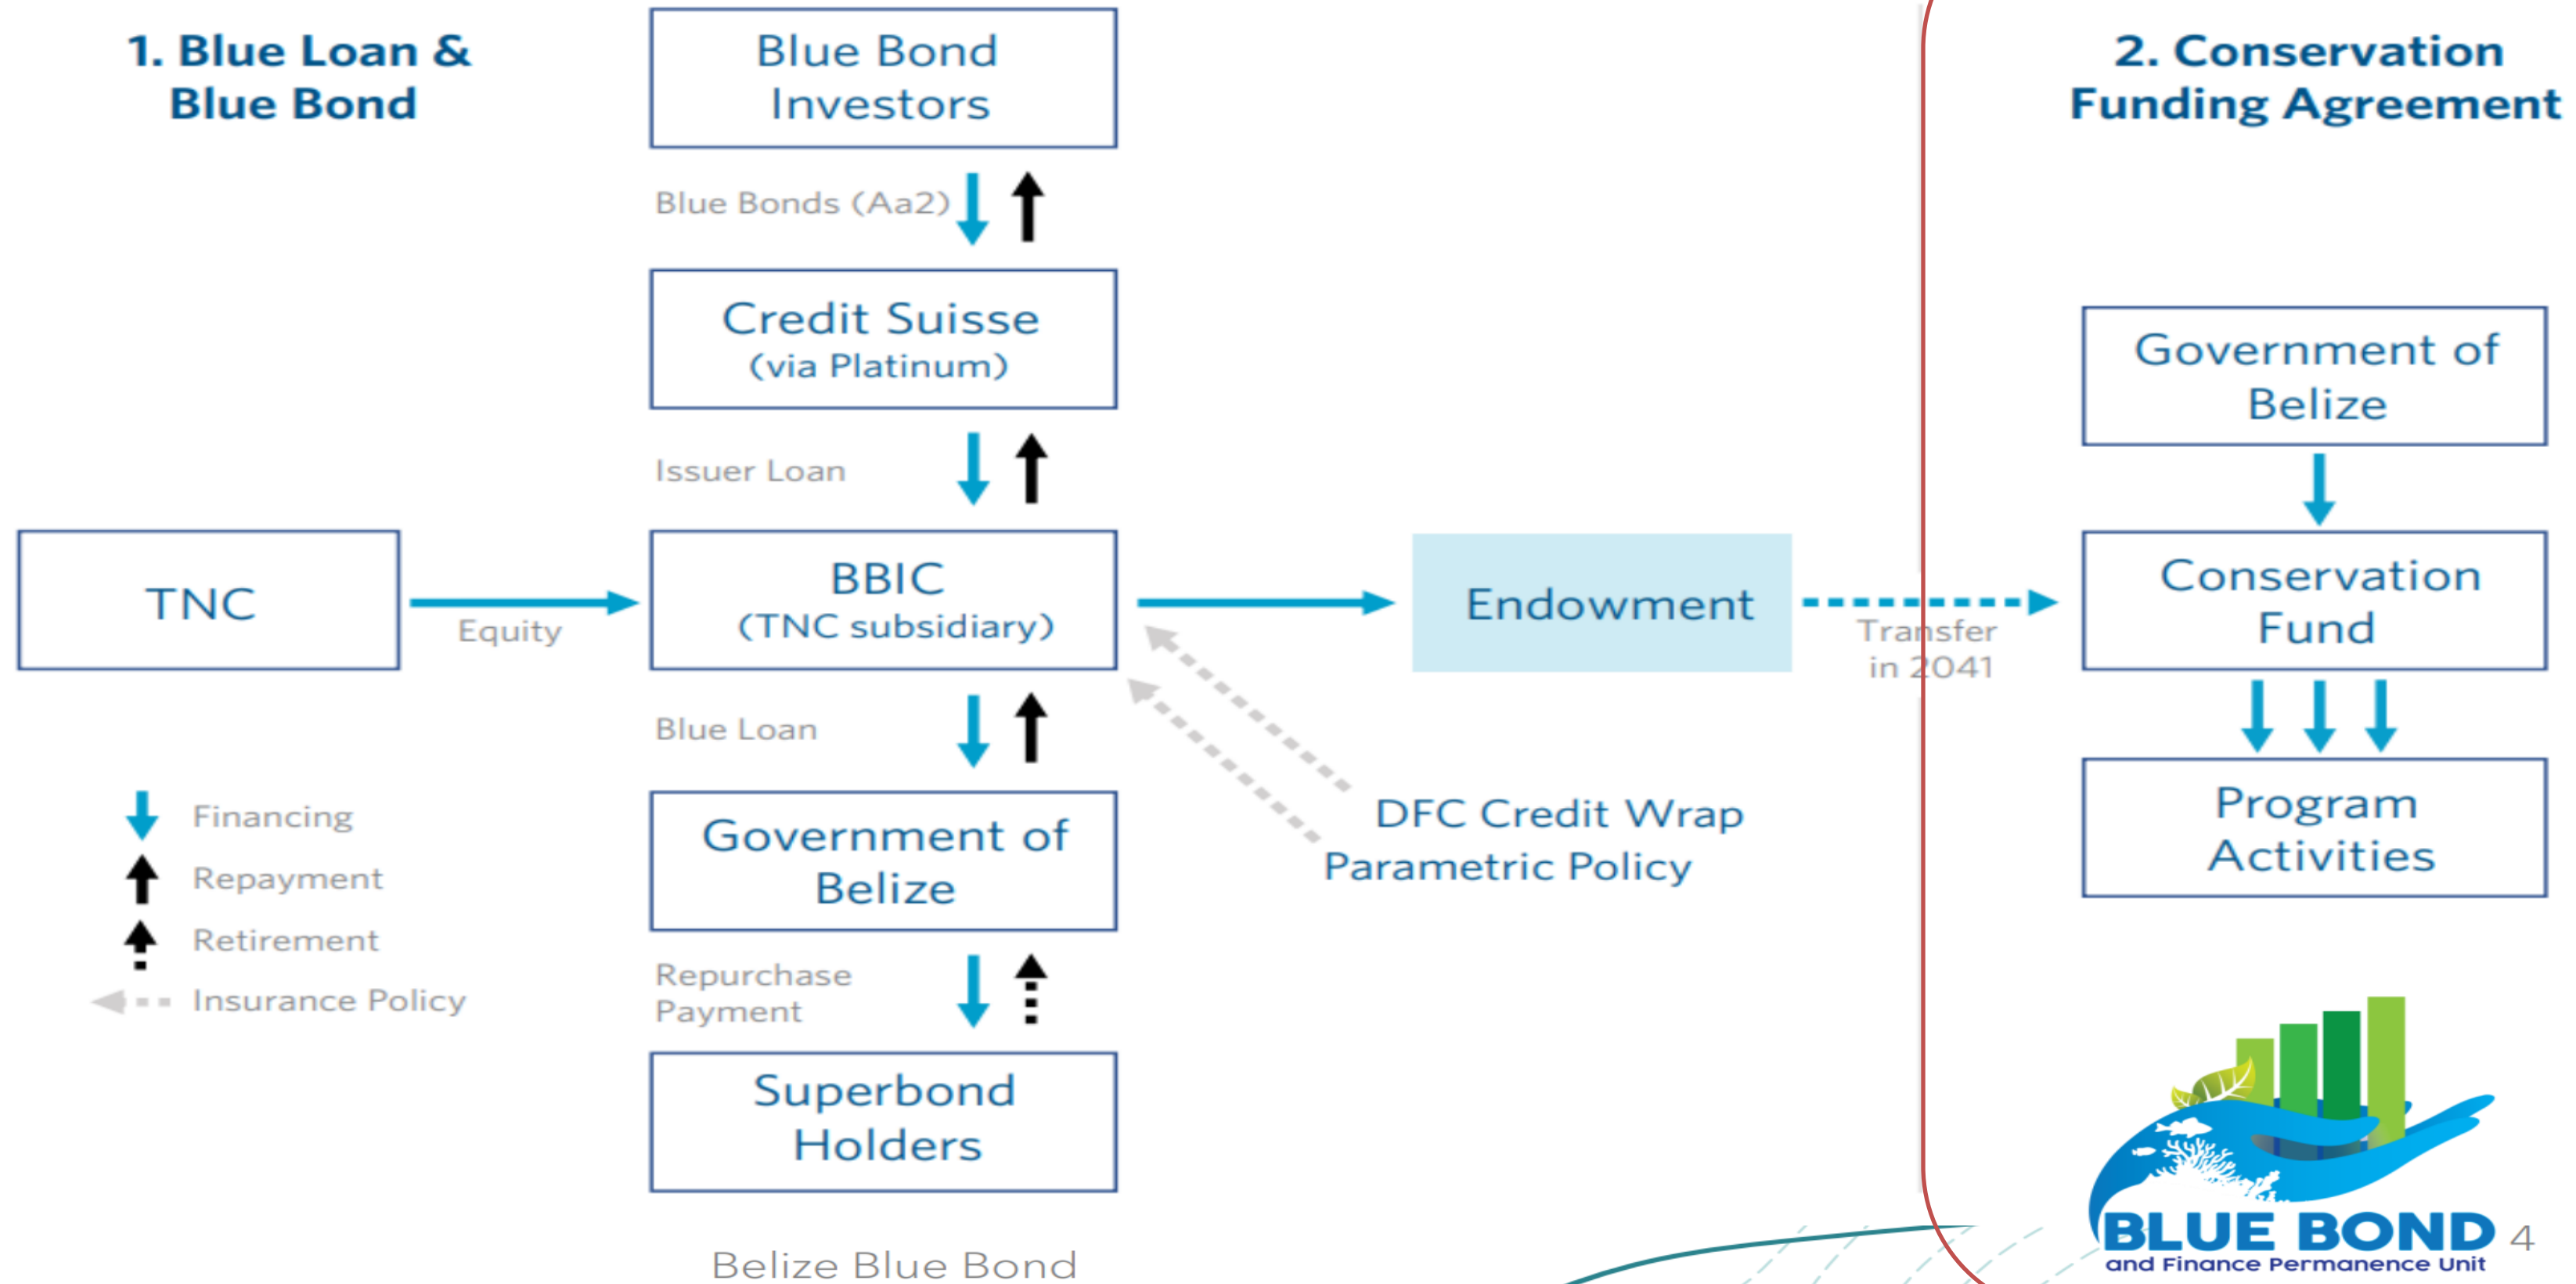 1. Blue Loan &
Blue Bond
Blue Bond
Investors
Blue Bonds (Aa2)
Credit Suisse
(via Platinum)
Issuer Loan
TNC
Equity
BBIC
(TNC subsidiary)
Endowment
Transfer
in 2041
Blue Loan
Government of
Belize
DFC Credit Wrap
Parametric Policy
Repurchase
Payment
Superbond
Holders
Financing
Repayment
Retirement
Insurance Policy
Belize Blue Bond
2. Conservation
Funding Agreement
Government of
Belize
Conservation
Fund
Program
Activities
BLUE BOND
and Finance Permanence Unit
4